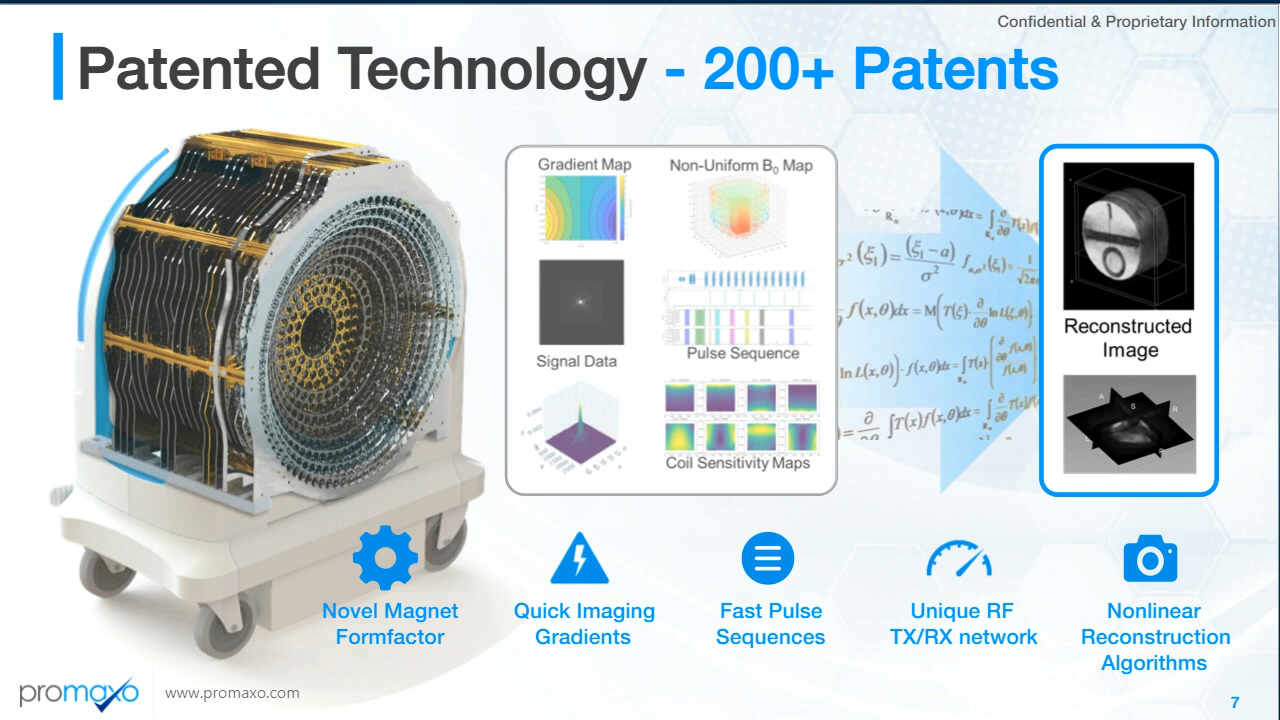 Confidential & Proprietary Information
Patented Technology - 200+ Patents
Gradient Map
Non-Uniform B₀ Map
Signal Data
Pulse Sequence
Coil Sensitivity Maps
Reconstructed
Image
A
S
R
Novel Magnet
Formfactor
Quick Imaging
Gradients
Fast Pulse
Sequences
Unique RF
TX/RX network
Nonlinear
Reconstruction
Algorithms
promaxo
www.promaxo.com
7